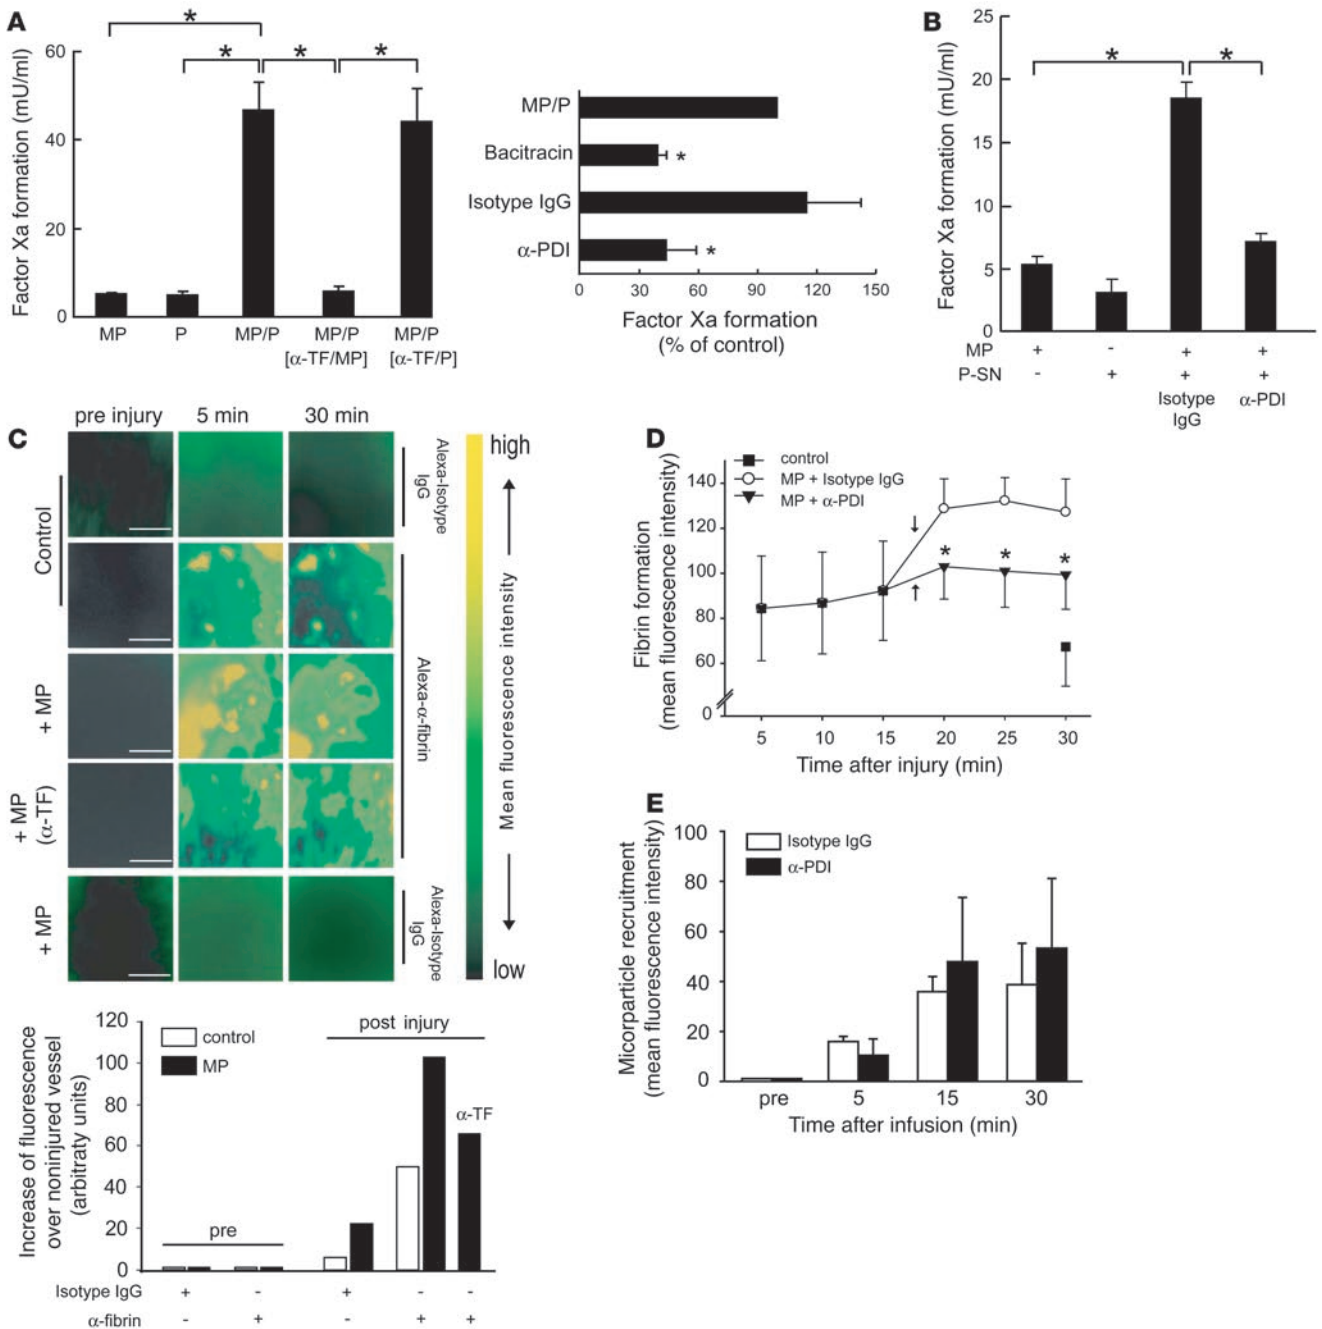 A
*
* * *
Factor Xa formation (mU/ml)
60
40
20
0
MP P MP/P MP/P MP/P
[α-TF/MP] [α-TF/P]
MP/P
Bacitracin
*
Isotype IgG
α-PDI
*
0 30 60 90 120 150
Factor Xa formation
(% of control)
B
Factor Xa formation (mU/ml)
25
20
15
10
5
0
* *
MP + - + +
P-SN - + + +
Isotype α-PDI
IgG
C
pre injury 5 min 30 min
Control
+ MP
+ MP
(α-TF)
+ MP
Alexa-Isotype
IgG
Alexa-α-fibrin
Alexa-Isotype
IgG
high
Mean fluorescence intensity
low
Increase of fluorescence
over noninjured vessel
(arbitraty units)
120
100
80
60
40
20
0
control
MP
pre
post injury
α-TF
Isotype IgG + - + - -
α-fibrin - + - + +
D
Fibrin formation
(mean fluorescence intensity)
140
120
100
80
60
0
control
MP + Isotype IgG
MP + α-PDI
↓
↑
* * *
5 10 15 20 25 30
Time after injury (min)
E
Micorparticle recruitment
(mean fluorescence intensity)
100
80
60
40
20
0
Isotype IgG
α-PDI
pre 5 15 30
Time after infusion (min)